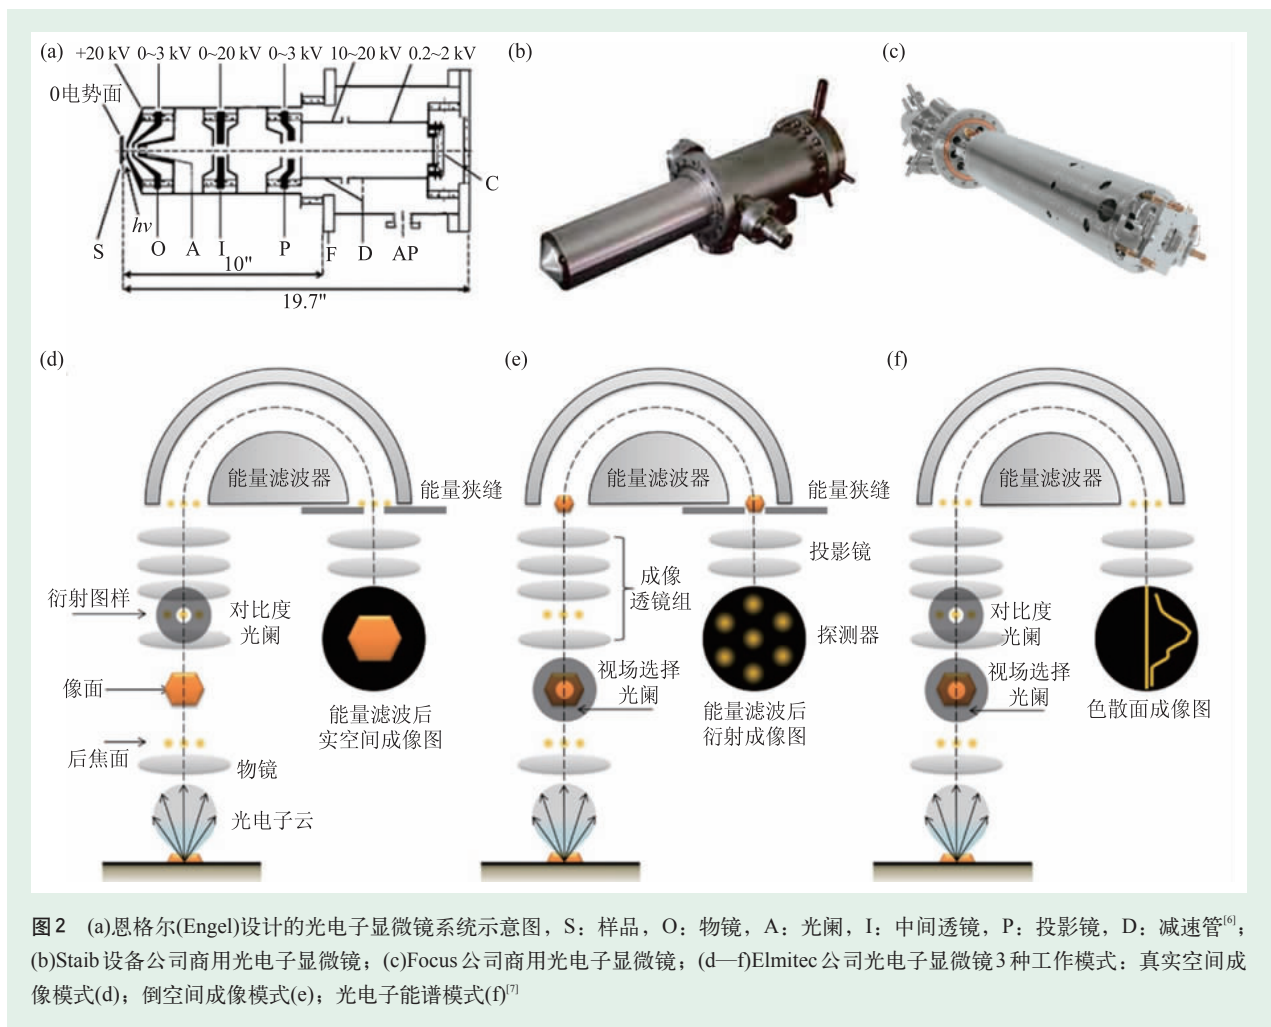 (a)
+20 kV 0~3 kV 0~20 kV 0~3 kV 10~20 kV 0.2~2 kV
0电势面
C
hv
S O A I P F D AP
10"
19.7"
(b)
(c)
(d)
能量滤波器
能量狭缝
衍射图样
对比度
光阑
像面
能量滤波后
实空间成像图
后焦面
物镜
光电子云
(e)
能量滤波器
能量狭缝
投影镜
成像
透镜组
探测器
视场选择
光阑
能量滤波后
衍射成像图
(f)
能量滤波器
对比度
光阑
视场选择
光阑
色散面成像图
图2 (a)恩格尔(Engel)设计的光电子显微镜系统示意图，S：样品，O：物镜，A：光阑，I：中间透镜，P：投影镜，D：减速管[6]；
(b)Staib设备公司商用光电子显微镜；(c)Focus公司商用光电子显微镜；(d—f)Elmitec公司光电子显微镜3种工作模式：真实空间成
像模式(d)；倒空间成像模式(e)；光电子能谱模式(f)[7]